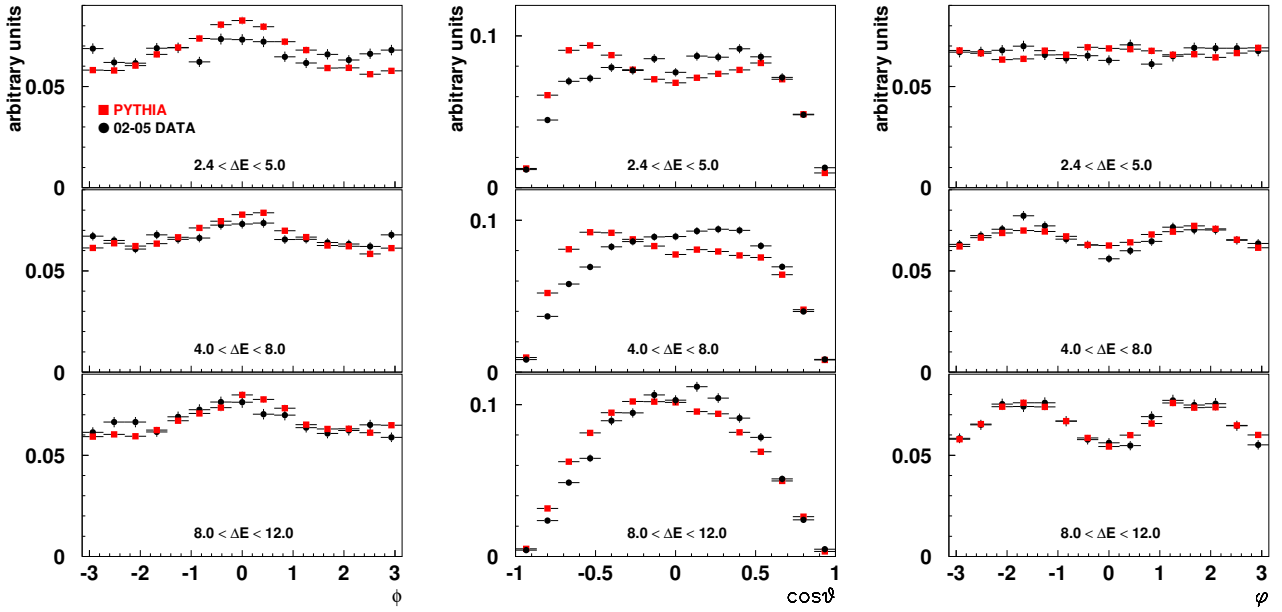 arbitrary units
0.05
0
PYTHIA
02-05 DATA
2.4 < ΔE < 5.0
0.05
0
4.0 < ΔE < 8.0
0.05
0
8.0 < ΔE < 12.0
-3 -2 -1 0 1 2 3
ϕ
arbitrary units
0.1
0
2.4 < ΔE < 5.0
0.1
0
4.0 < ΔE < 8.0
0.1
0
8.0 < ΔE < 12.0
-1 -0.5 0 0.5 1
cosϑ
arbitrary units
0.05
0
2.4 < ΔE < 5.0
0.05
0
4.0 < ΔE < 8.0
0.05
0
8.0 < ΔE < 12.0
-3 -2 -1 0 1 2 3
φ